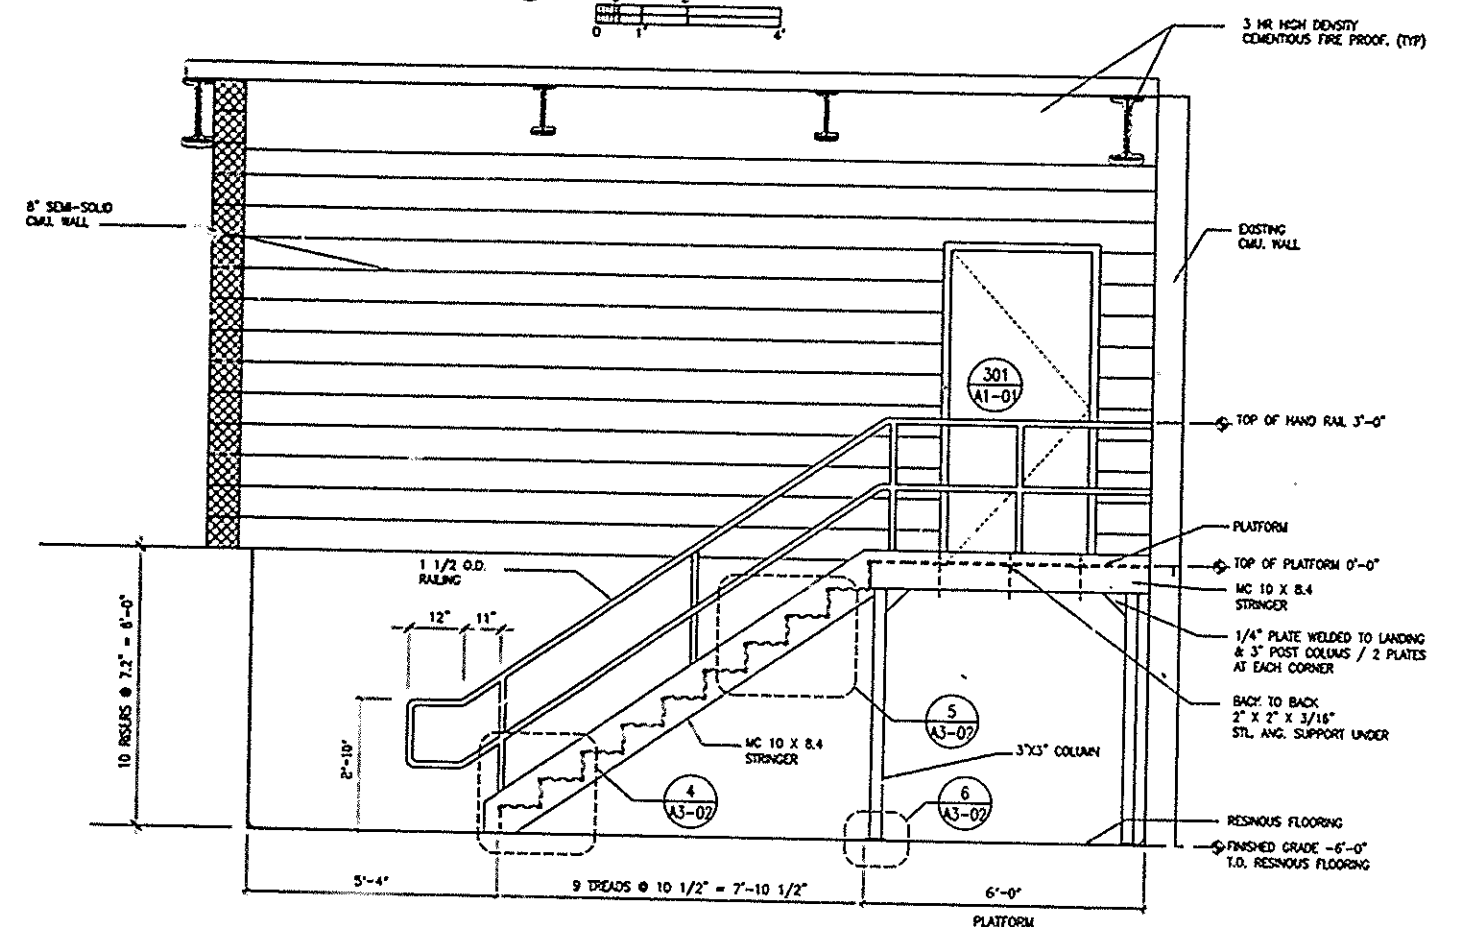 0 1' 4'
3 HR HIGH DENSITY
CEMENTIOUS FIRE PROOF. (TYP)
8" SEMI-SOLID
CMU. WALL
EXISTING
CMU. WALL
301
A1-01
TOP OF HAND RAIL 3'-0"
PLATFORM
TOP OF PLATFORM 0'-0"
MC 10 X 8.4
STRINGER
1 1/2 O.D.
RAILING
12" 11"
1/4" PLATE WELDED TO LANDING
& 3" POST COLUMS / 2 PLATES
AT EACH CORNER
10 RISERS @ 7.2" = 6'-0"
2'-10"
BACK TO BACK
2" X 2" X 3/16"
STL. ANG. SUPPORT UNDER
5
A3-02
MC 10 X 8.4
STRINGER
3"X3" COLUMN
4
A3-02
6
A3-02
RESINOUS FLOORING
FINISHED GRADE -6'-0"
T.O. RESINOUS FLOORING
5'-4"
9 TREADS @ 10 1/2" = 7'-10 1/2"
6'-0"
PLATFORM